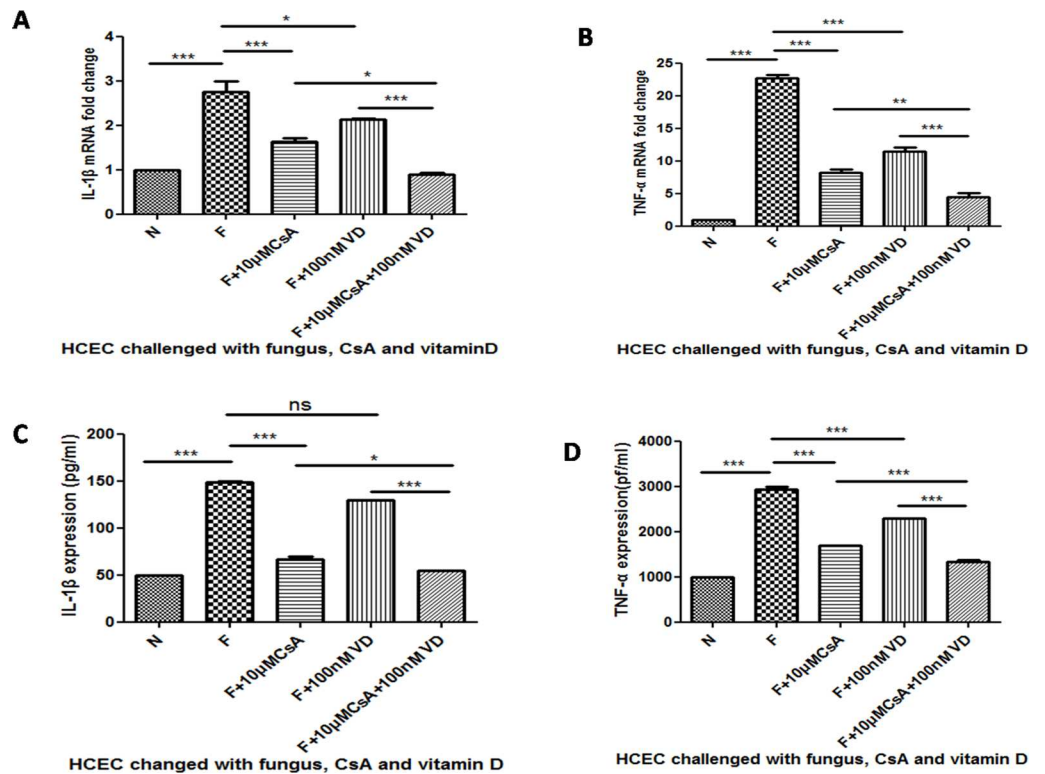 A
*
***
***
*
***
IL-1β mRNA fold change
4
3
2
1
0
N
F
F+10µMCsA
F+100nM VD
F+10µMCsA+100nM VD
HCEC challenged with fungus, CsA and vitaminD
B
***
***
***
**
***
TNF-α mRNA fold change
25
20
15
10
5
0
N
F
F+10µMCsA
F+100nM VD
F+10µMCsA+100nM VD
HCEC challenged with fungus, CsA and vitamin D
C
ns
***
***
*
***
IL-1β expression (pg/ml)
200
150
100
50
0
N
F
F+10µMCsA
F+100nM VD
F+10µMCsA+100nM VD
HCEC changed with fungus, CsA and vitamin D
D
***
***
***
***
***
TNF-α expression(pf/ml)
4000
3000
2000
1000
0
N
F
F+10µMCsA
F+100nM VD
F+10µMCsA+100nM VD
HCEC challenged with fungus, CsA and vitamin D